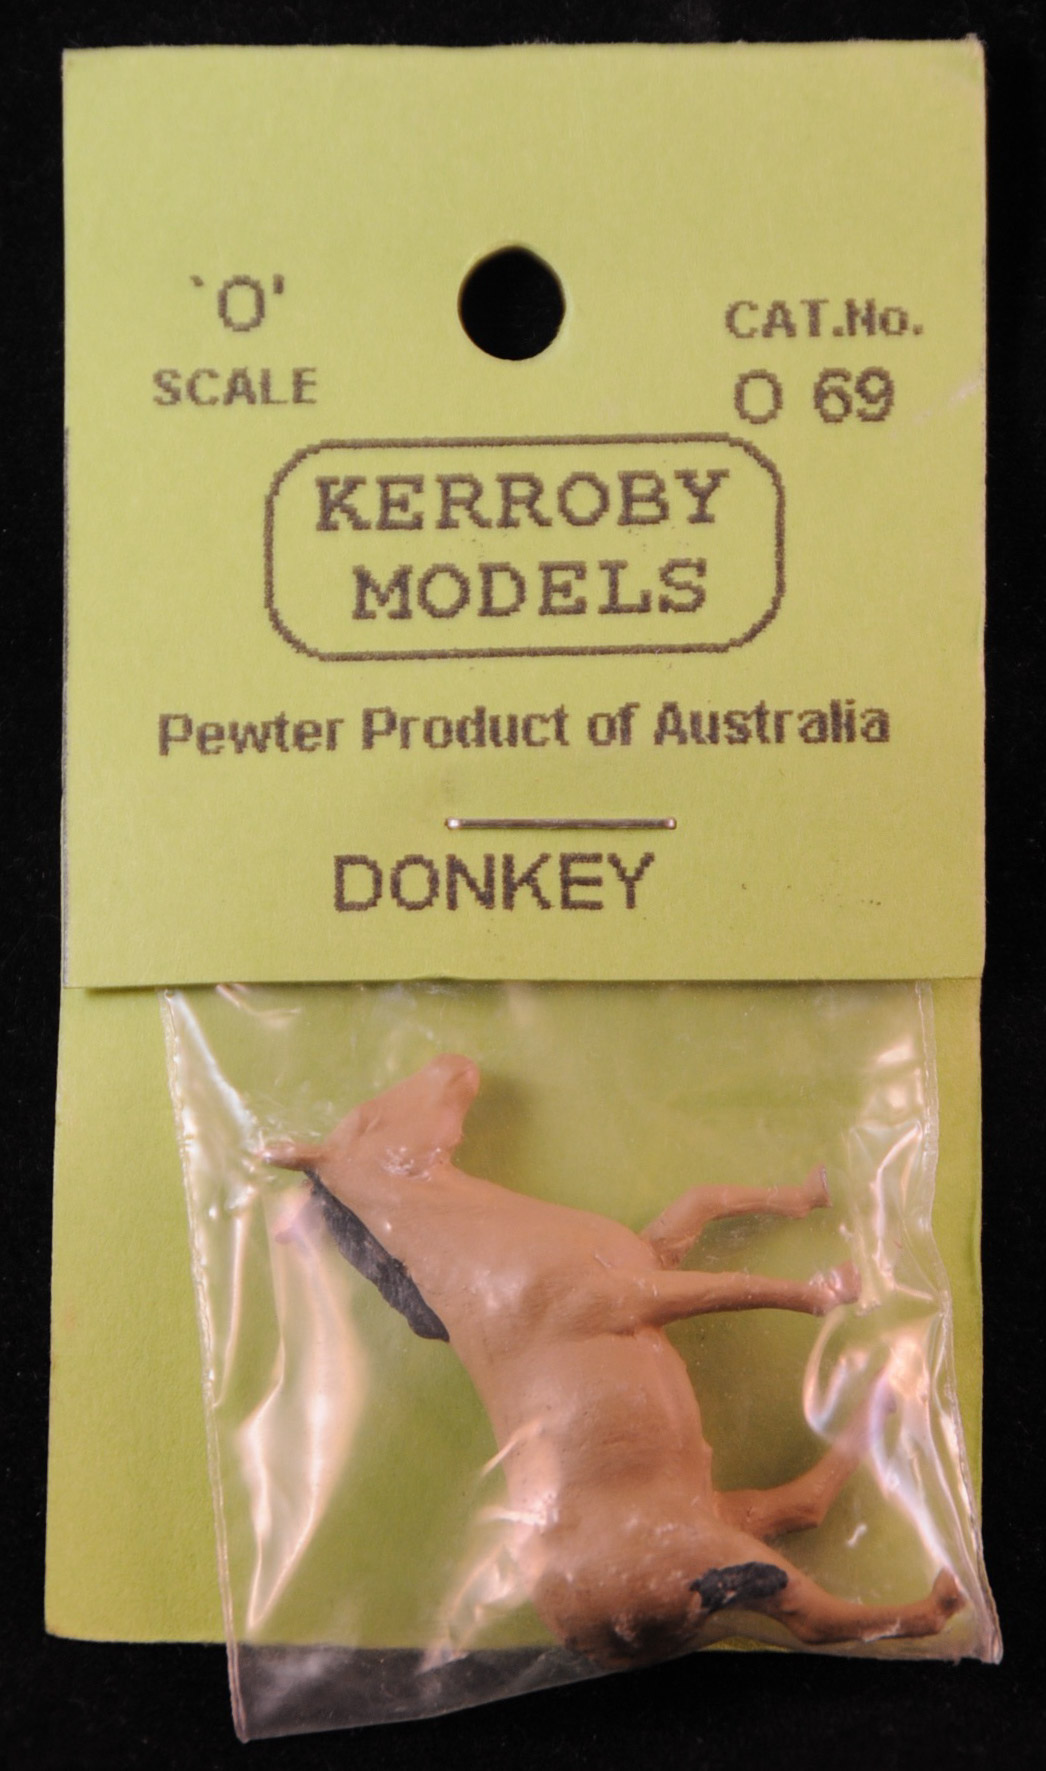 `O'
SCALE
CAT.No.
O 69
KERROBY
MODELS
Pewter Product of Australia
DONKEY